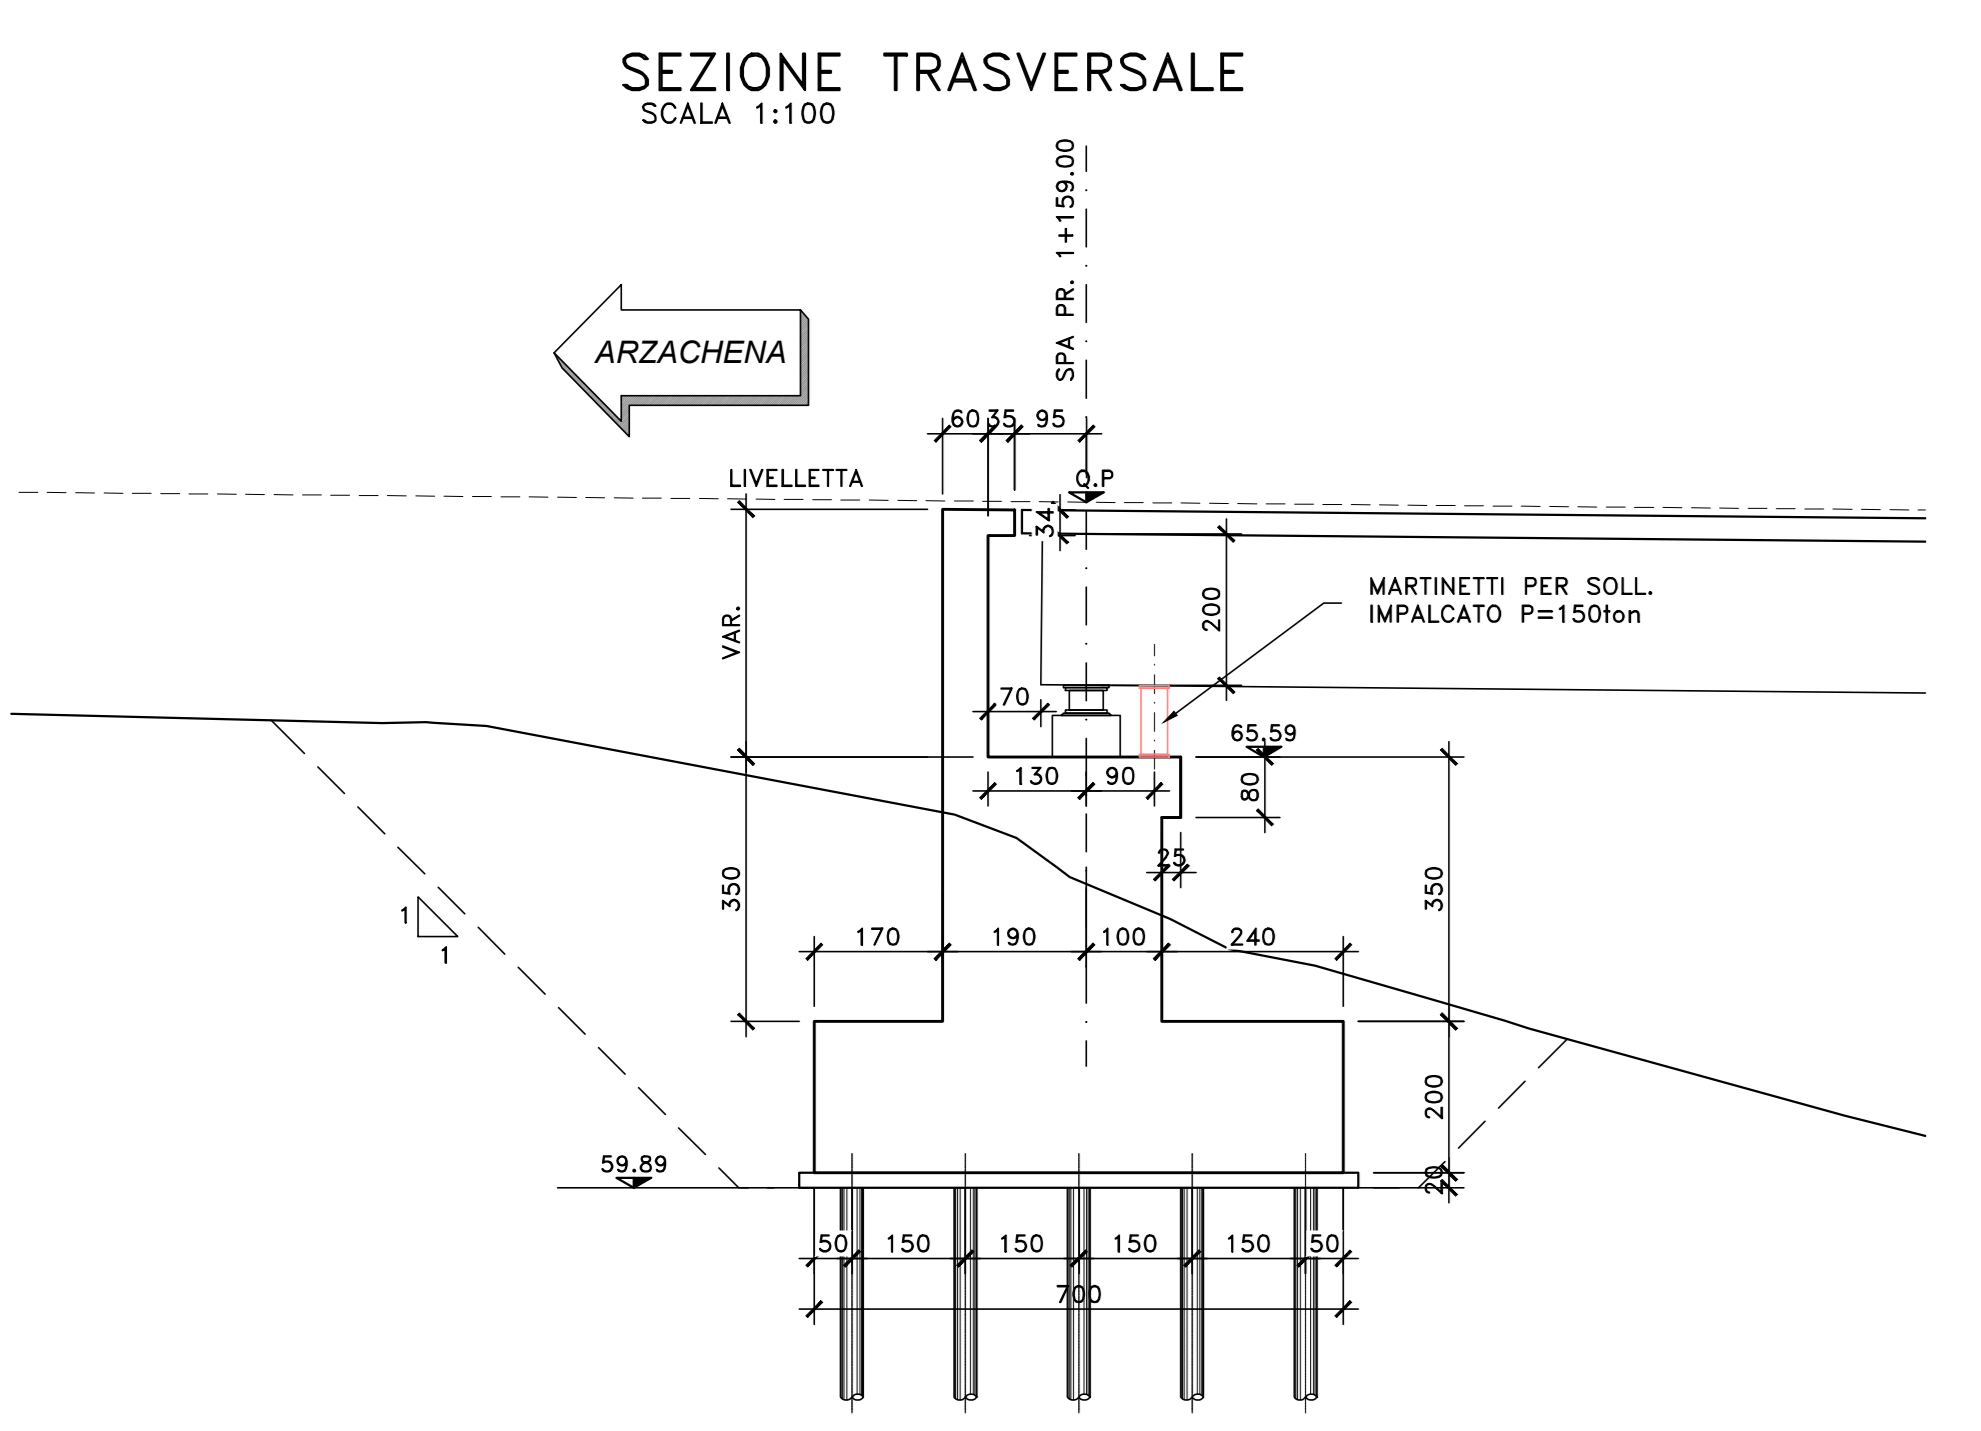 SEZIONE TRASVERSALE
SCALA 1:100
SPA PR. 1+159.00
ARZACHENA
60 35 95
LIVELLETTA
Q.P
34
VAR.
200
MARTINETTI PER SOLL.
IMPALCATO P=150ton
70
65,59
130 90
80
25
350
350
170 190 100 240
1
1
200
59.89
20
50 150 150 150 150 50
700